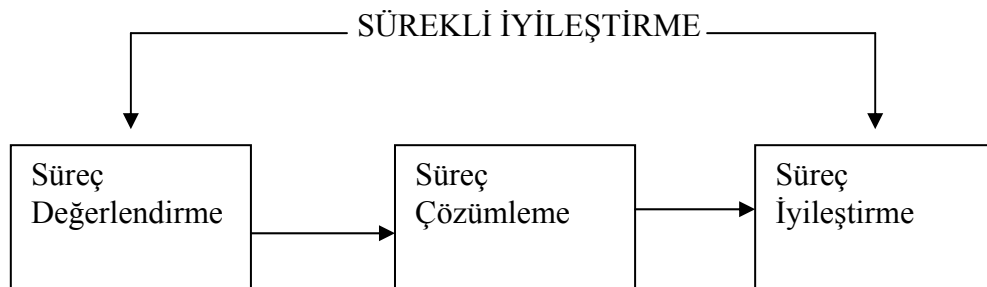 SÜREKLİ İYİLEŞTİRME
Süreç
Değerlendirme
Süreç
Çözümleme
Süreç
İyileştirme